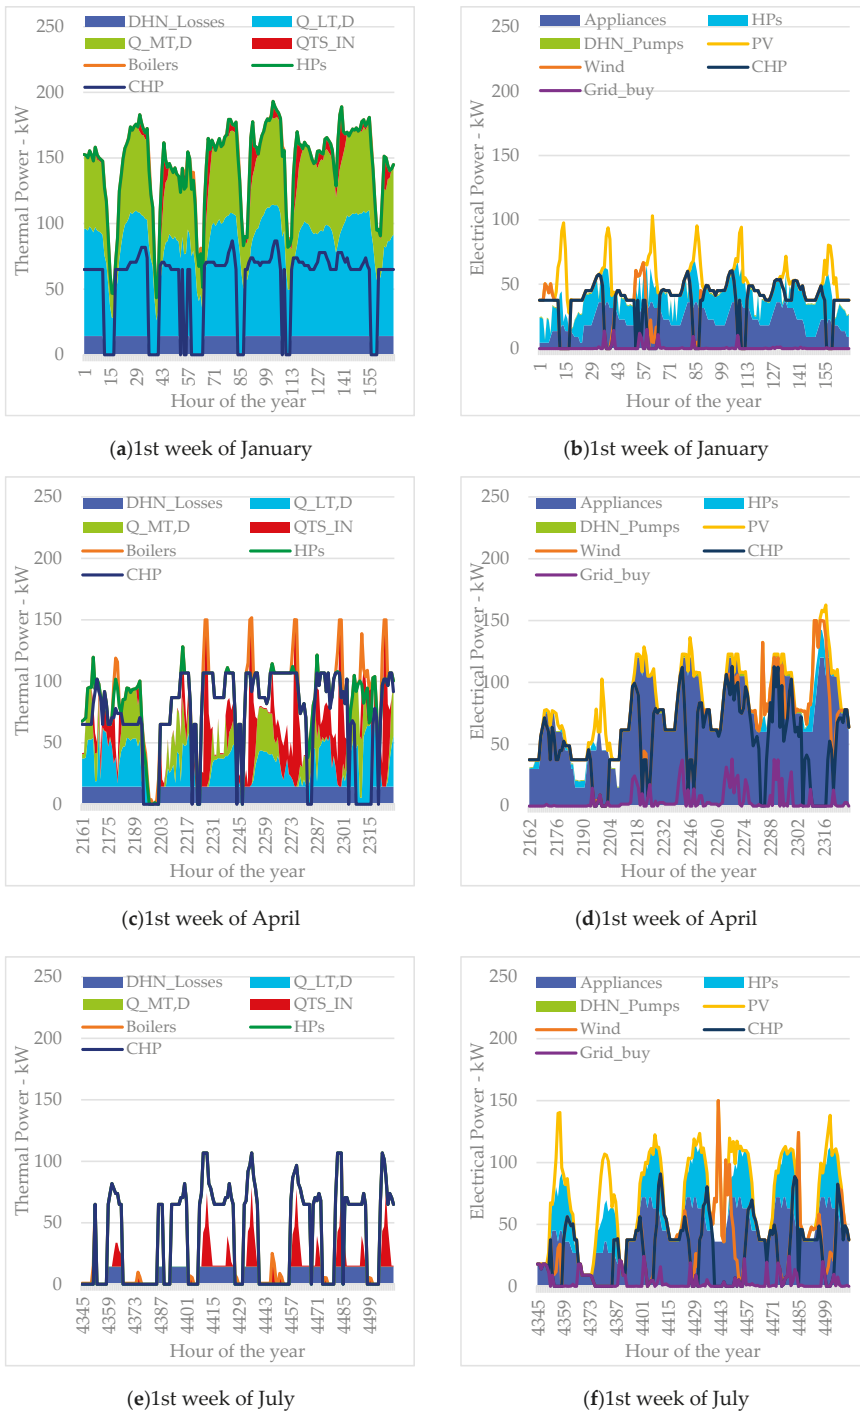 250
200
150
100
50
0
Thermal Power - kW
DHN_Losses Q_LT,D
Q_MT,D QTS_IN
Boilers HPs
CHP
1 15 29 43 57 71 85 99 113 127 141 155
Hour of the year
(a)1st week of January
250
200
150
100
50
0
Electrical Power - kW
Appliances HPs
DHN_Pumps PV
Wind CHP
Grid_buy
1 15 29 43 57 71 85 99 113 127 141 155
Hour of the year
(b)1st week of January
250
200
150
100
50
0
Thermal Power - kW
DHN_Losses Q_LT,D
Q_MT,D QTS_IN
Boilers HPs
CHP
2161 2175 2189 2203 2217 2231 2245 2259 2273 2287 2301 2315
Hour of the year
(c)1st week of April
250
200
150
100
50
0
Electrical Power - kW
Appliances HPs
DHN_Pumps PV
Wind CHP
Grid_buy
2162 2176 2190 2204 2218 2232 2246 2260 2274 2288 2302 2316
Hour of the year
(d)1st week of April
250
200
150
100
50
0
Thermal Power - kW
DHN_Losses Q_LT,D
Q_MT,D QTS_IN
Boilers HPs
CHP
4345 4359 4373 4387 4401 4415 4429 4443 4457 4471 4485 4499
Hour of the year
(e)1st week of July
250
200
150
100
50
0
Electrical Power - kW
Appliances HPs
DHN_Pumps PV
Wind CHP
Grid_buy
4345 4359 4373 4387 4401 4415 4429 4443 4457 4471 4485 4499
Hour of the year
(f)1st week of July